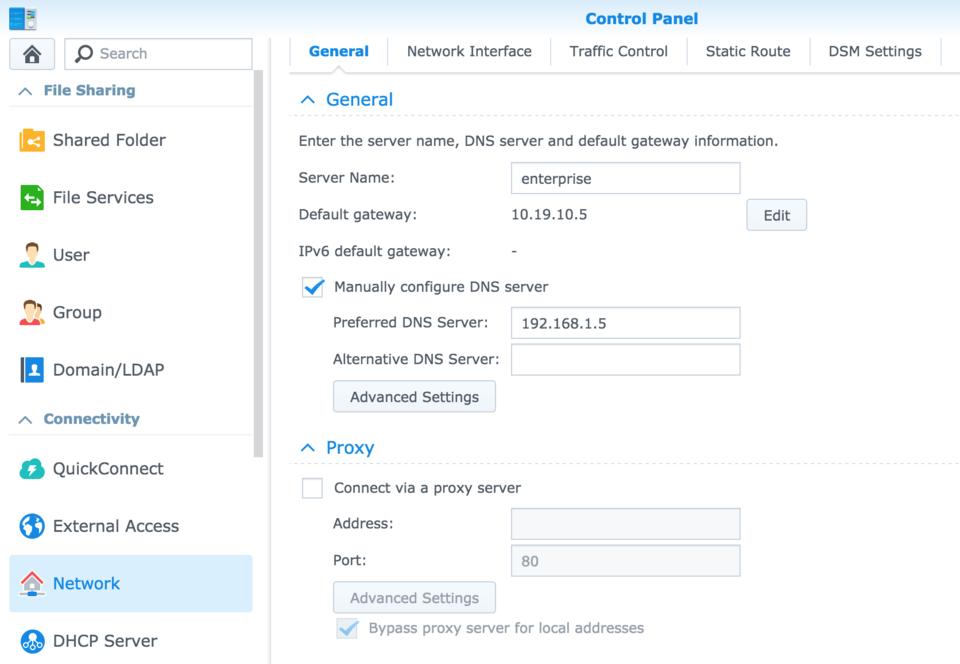 Control Panel
Search
General
Network Interface
Traffic Control
Static Route
DSM Settings
File Sharing
Shared Folder
File Services
User
Group
Domain/LDAP
Connectivity
QuickConnect
External Access
Network
DHCP Server
General
Enter the server name, DNS server and default gateway information.
Server Name: enterprise
Default gateway: 10.19.10.5 Edit
IPv6 default gateway: -
Manually configure DNS server
Preferred DNS Server: 192.168.1.5
Alternative DNS Server:
Advanced Settings
Proxy
Connect via a proxy server
Address:
Port: 80
Advanced Settings
Bypass proxy server for local addresses